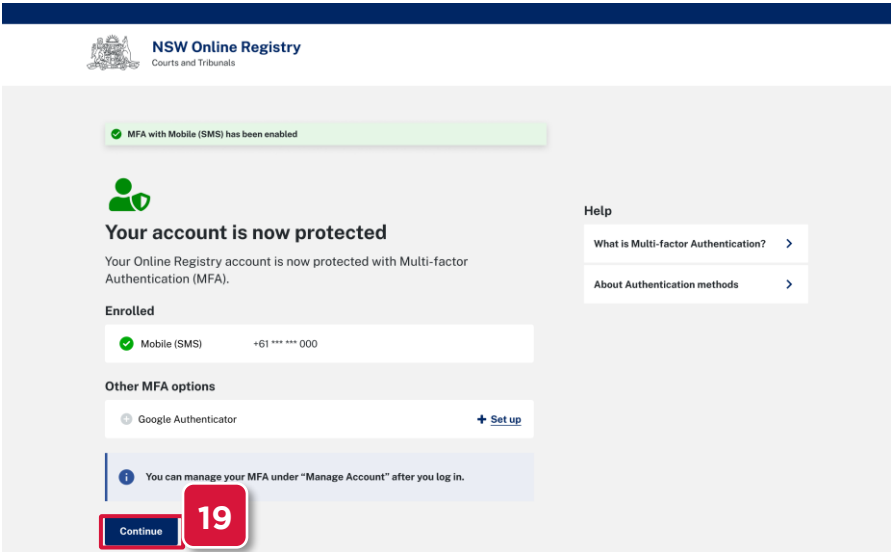 NSW Online Registry
Courts and Tribunals
MFA with Mobile (SMS) has been enabled
Your account is now protected
Your Online Registry account is now protected with Multi-factor
Authentication (MFA).
Enrolled
Mobile (SMS) +61 *** *** 000
Other MFA options
Google Authenticator + Set up
You can manage your MFA under “Manage Account” after you log in.
Continue
19
Help
What is Multi-factor Authentication?
About Authentication methods